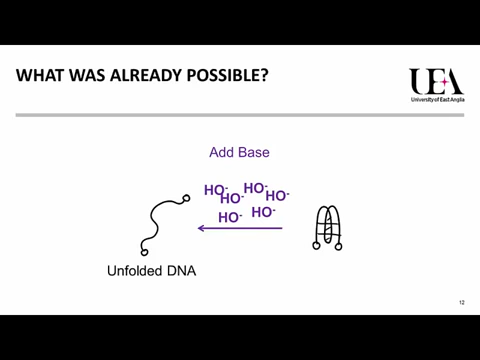 WHAT WAS ALREADY POSSIBLE?
UEA
University of East Anglia
Add Base
HO-
HO-
HO-
HO-
HO-
HO-
Unfolded DNA
12